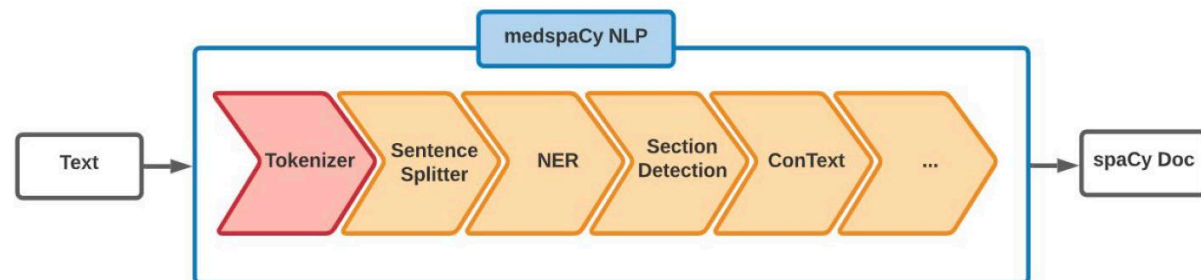 medspaCy NLP
Text
Tokenizer
Sentence
Splitter
NER
Section
Detection
ConText
...
spaCy Doc